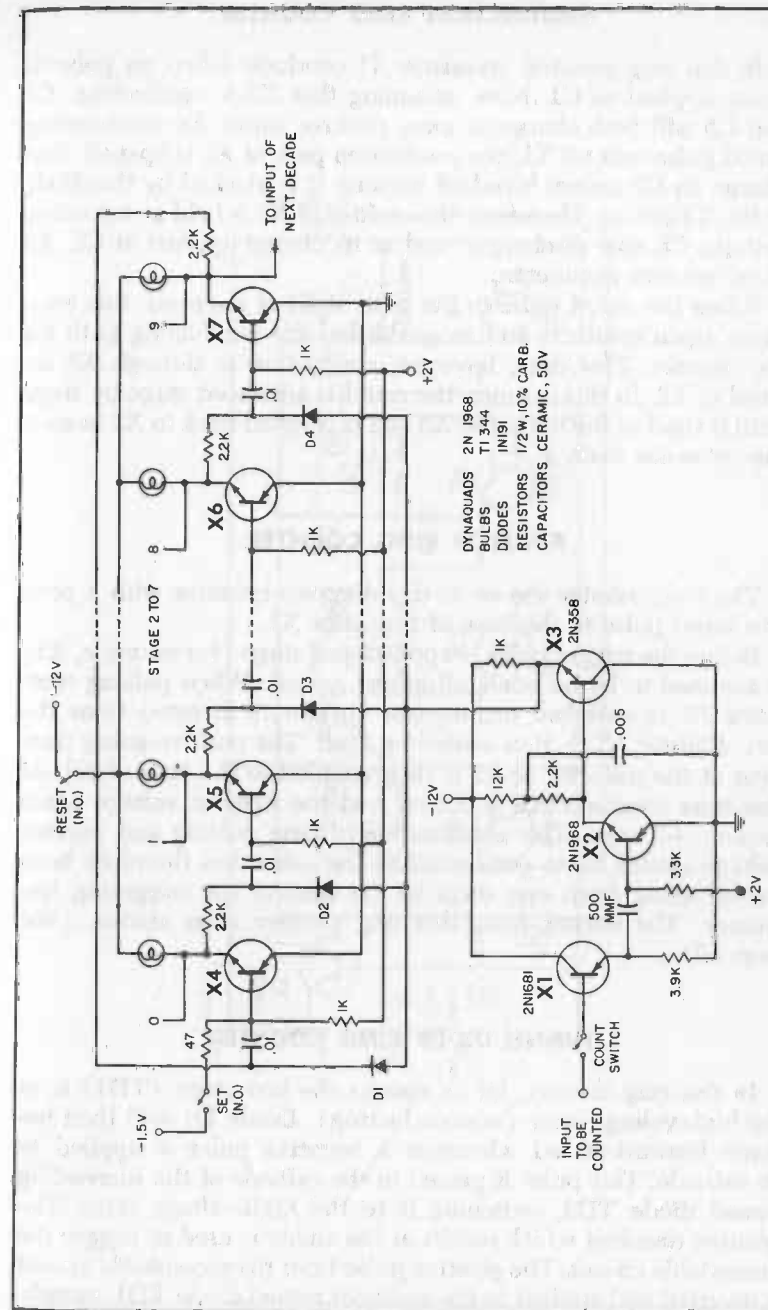 -12V
RESET
(N.O.)
STAGE 2 TO 7
-1.5V
SET
(N.O.)
47
0
2.2K
8
2.2K
9
2.2K
TO INPUT OF
NEXT DECADE
X4
X5
X6
X7
.01
.01
.01
.01
1K
1K
1K
1K
2.2K
D1
D2
D3
D4
+2V
DYNAQUADS 2N 1968
BULBS T1 344
DIODES
RESISTORS 1/2W, 10% CARB.
CAPACITORS CERAMIC, 50V
-12V
12K
2.2K
1K
X3
2N358
X1
2N1681
500
MMF
2N1968
X2
.005
INPUT
TO BE
COUNTED
COUNT
SWITCH
3.9K
3.3K
+2V